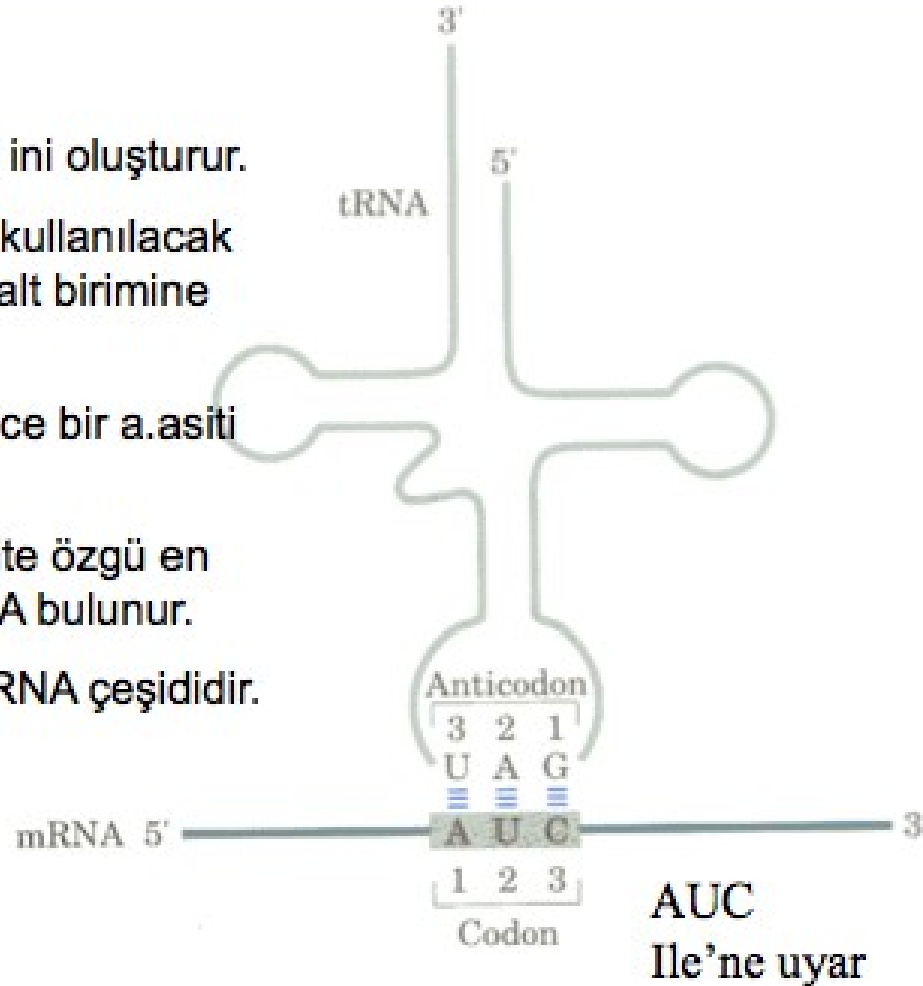 3'
ini oluşturur.
5'
tRNA
kullanılacak
alt birimine
ce bir a.asiti
te özgü en
A bulunur.
RNA çeşididir.
Anticodon
3 2 1
U A G
mRNA 5' A U C 3
1 2 3
Codon
AUC
Ile’ne uyar